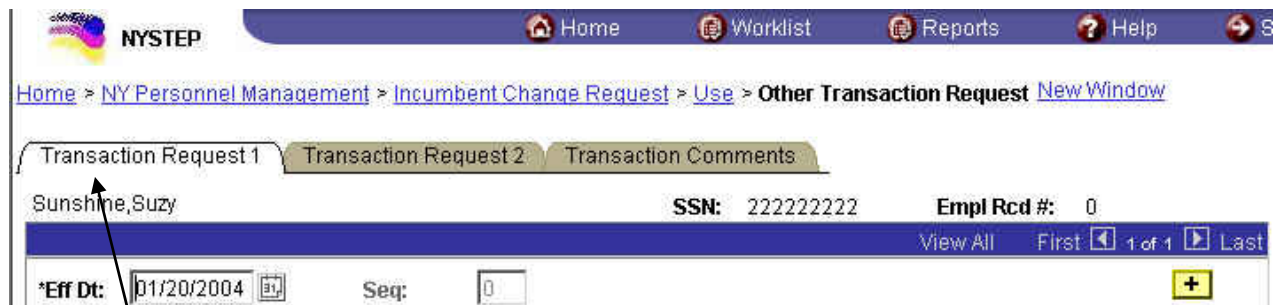 NYSTEP Home Worklist Reports Help S
Home > NY Personnel Management > Incumbent Change Request > Use > Other Transaction Request New Window
Transaction Request 1 Transaction Request 2 Transaction Comments
Sunshine,Suzy SSN: 222222222 Empl Rcd #: 0
View All First 1 of 1 Last
*Eff Dt: 01/20/2004 31 Seq: 0 +